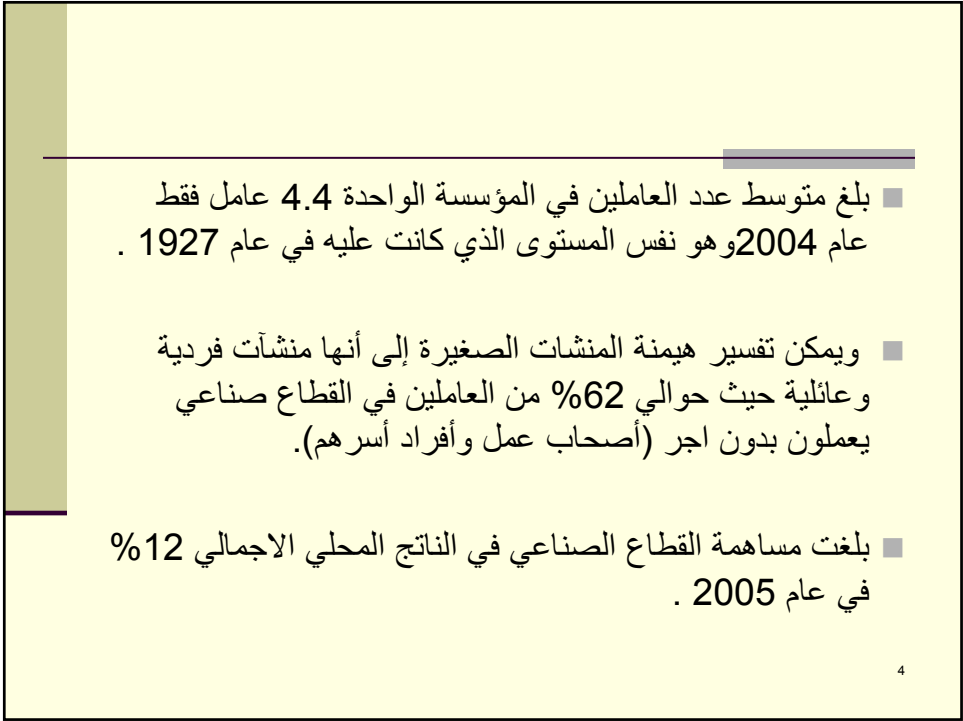 بلغ متوسط عدد العاملين في المؤسسة الواحدة 4.4 عامل فقط
عام 2004وهو نفس المستوى الذي كانت عليه في عام 1927 .
ويمكن تفسير هيمنة المنشات الصغيرة إلى أنها منشآت فردية
وعائلية حيث حوالي 62% من العاملين في القطاع صناعي
يعملون بدون اجر (أصحاب عمل وأفراد أسرهم).
بلغت مساهمة القطاع الصناعي في الناتج المحلي الاجمالي 12%
في عام 2005 .
4